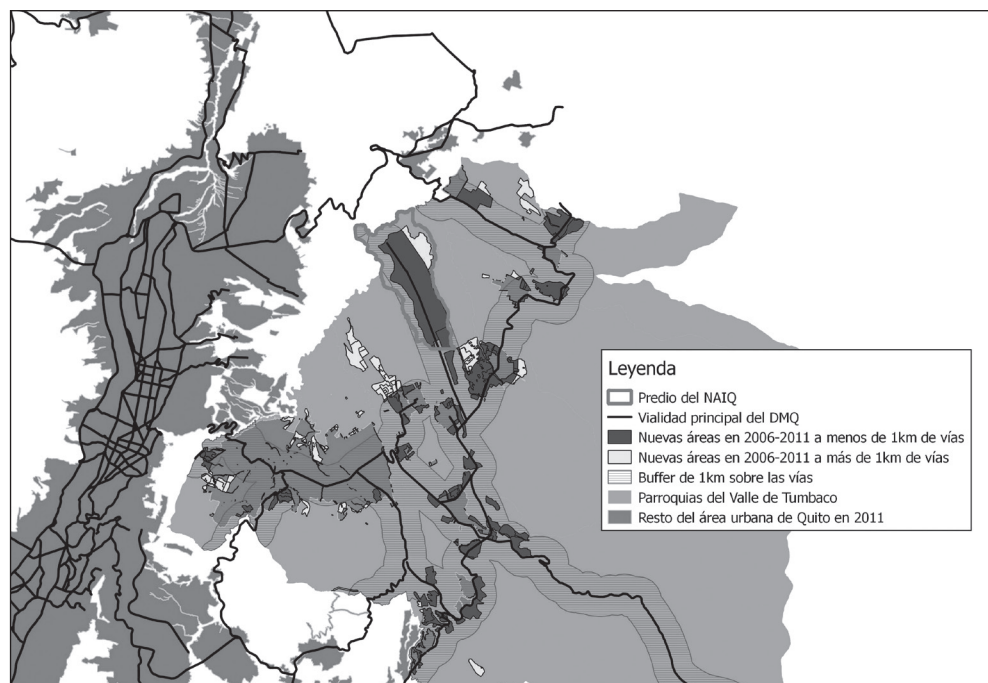 Leyenda
Predio del NAIQ
Vialidad principal del DMQ
Nuevas áreas en 2006-2011 a menos de 1km de vías
Nuevas áreas en 2006-2011 a más de 1km de vías
Buffer de 1km sobre las vías
Parroquias del Valle de Tumbaco
Resto del área urbana de Quito en 2011